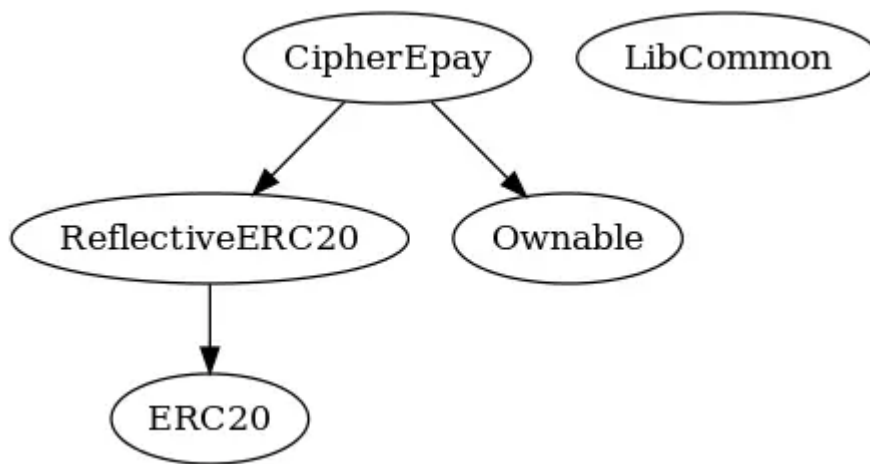 CipherEpay
LibCommon
ReflectiveERC20
Ownable
ERC20